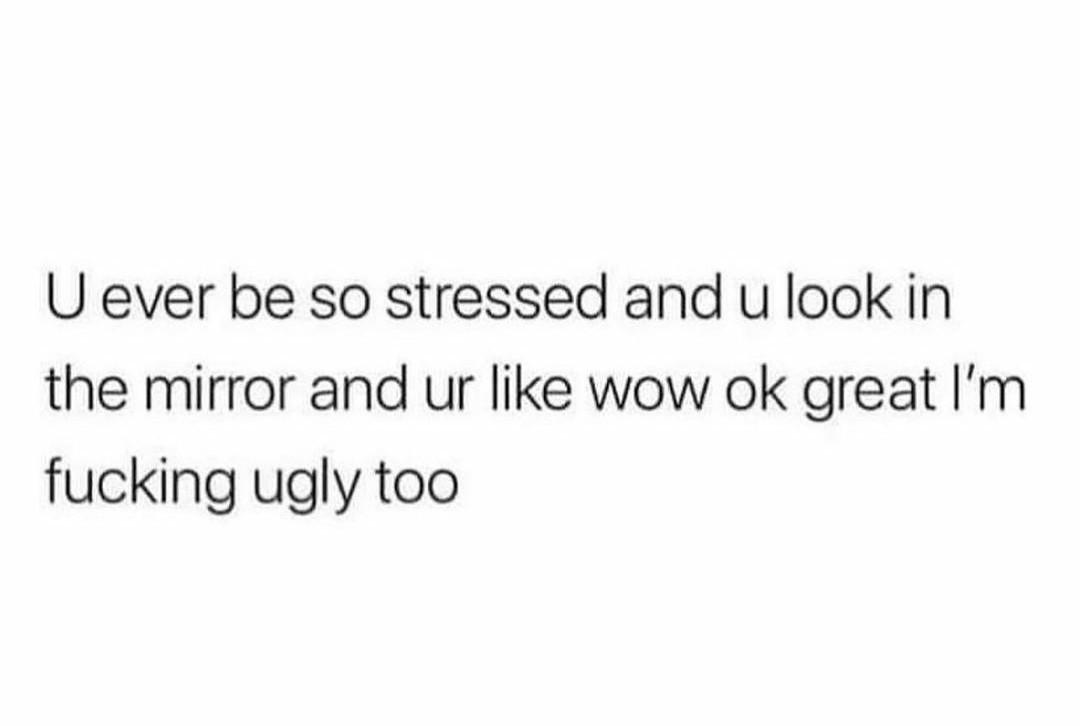 U ever be so stressed and u look in
the mirror and ur like wow ok great I'm
fucking ugly too